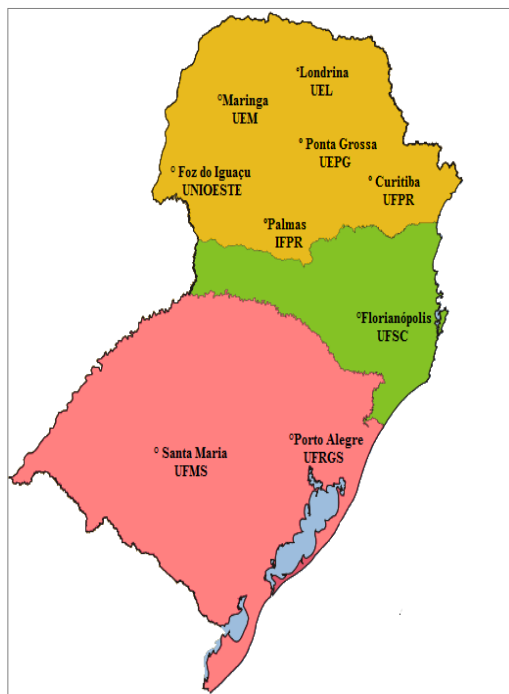 Londrina
UEL
Maringa
UEM
Ponta Grossa
UEPG
Foz do Iguaçu
UNIOESTE
Curitiba
UFPR
Palmas
IFPR
Florianópolis
UFSC
Porto Alegre
UFRGS
Santa Maria
UFMS